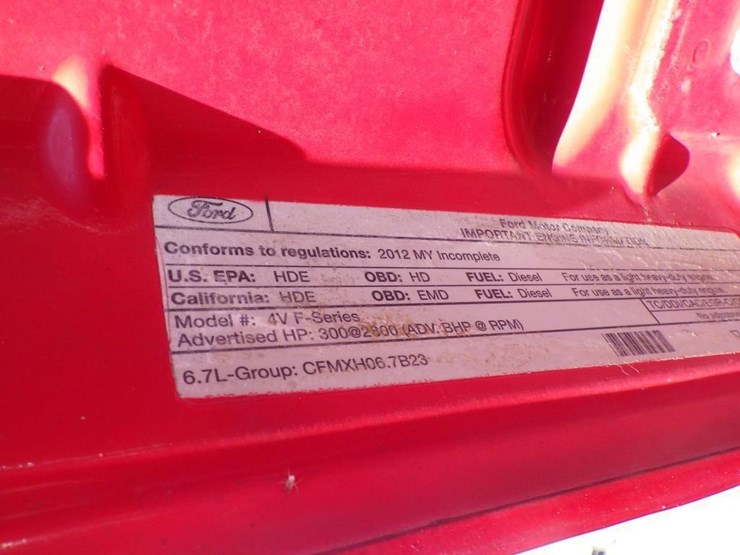 Ford
Ford Motor Company
IMPORTANT ENGINE INFORMATION
Conforms to regulations: 2012 MY Incomplete
U.S. EPA: HDE OBD: HD FUEL: Diesel For use as a light heavy-duty engine
California: HDE OBD: EMD FUEL: Diesel For use as a light heavy-duty engine
Model #: 4V F-Series
Advertised HP: 300@2800 (ADV. BHP @ RPM)
No
6.7L-Group: CFMXH06.7B23